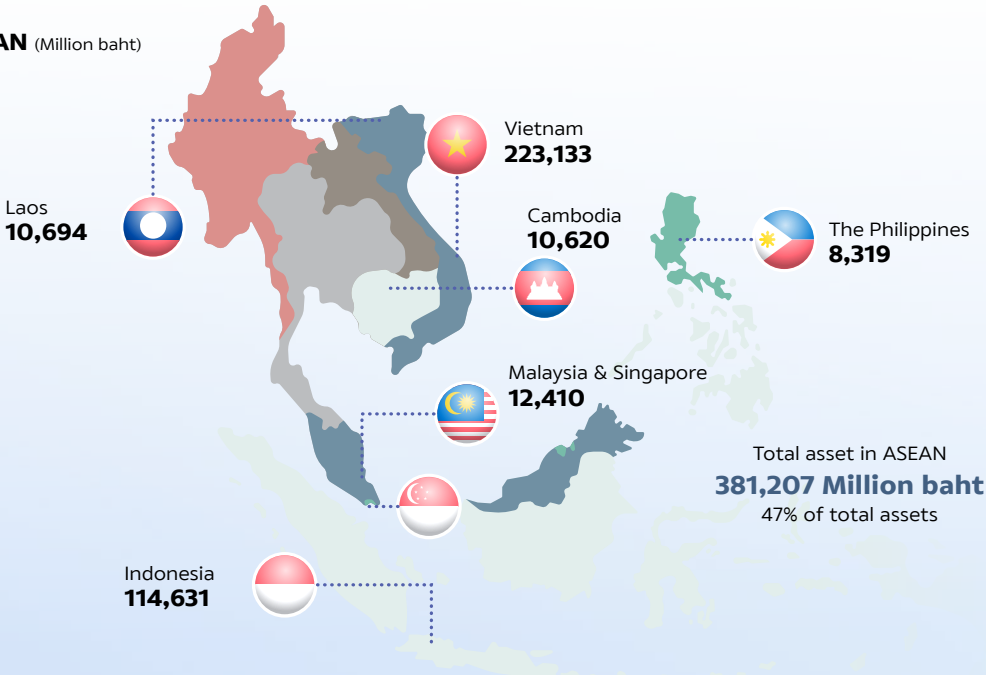 (Million baht)
Vietnam
223,133
Laos
10,694
Cambodia
10,620
The Philippines
8,319
Malaysia & Singapore
12,410
Total asset in ASEAN
381,207 Million baht
47% of total assets
Indonesia
114,631